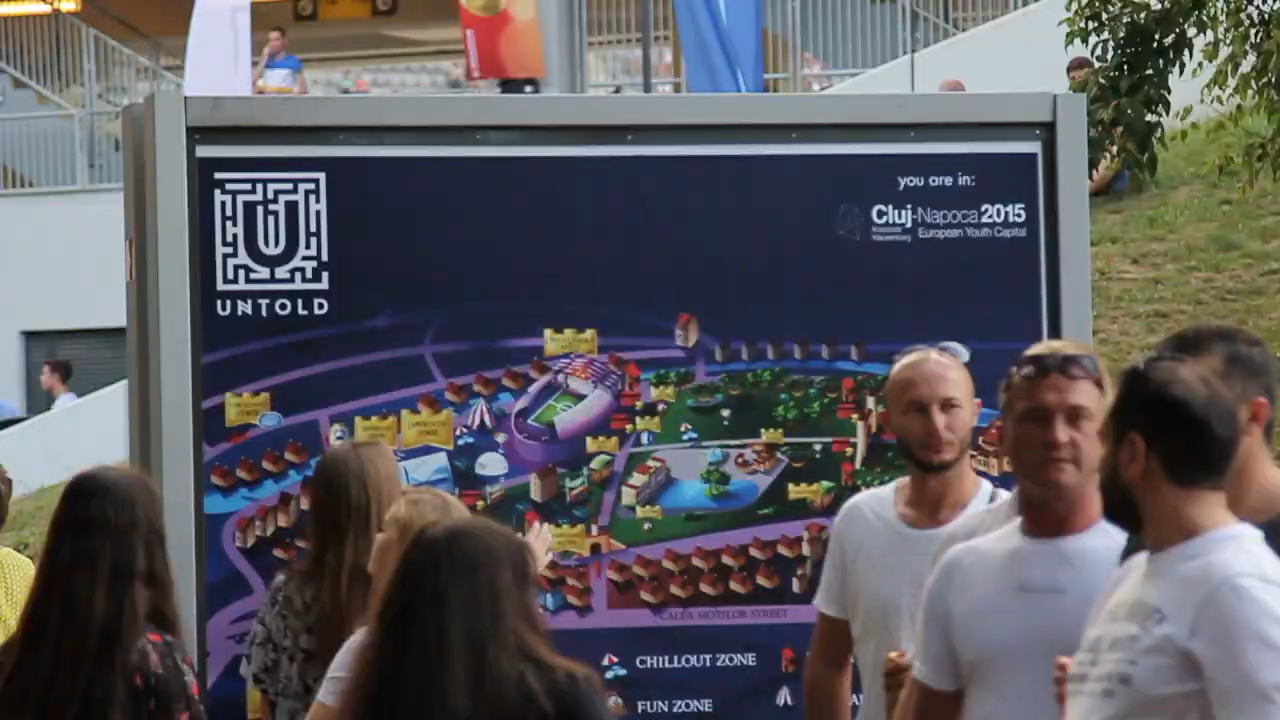 you are in:
Cluj-Napoca 2015
European Youth Capital
UNTOLD
CALEA MOTILOR STREET
CHILLOUT ZONE
FUN ZONE